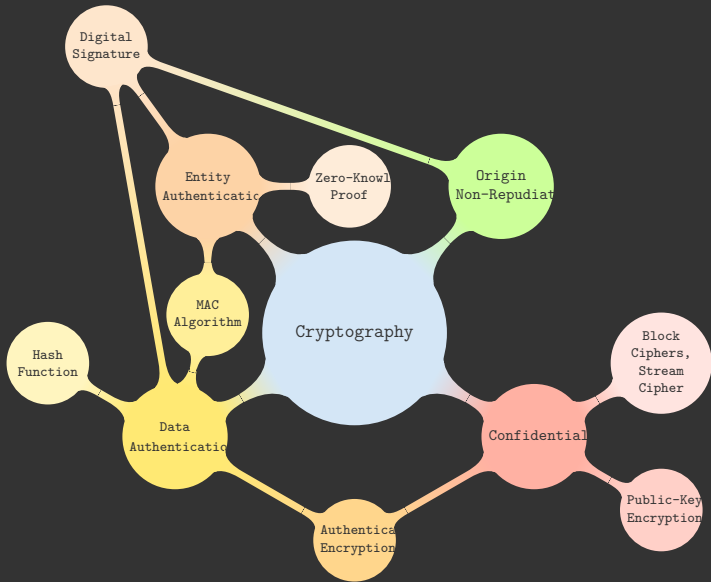 Digital
Signature
Entity
Authenticatio
Zero-Knowl
Proof
Origin
Non-Repudiat
MAC
Algorithm
Cryptography
Hash
Function
Block
Ciphers,
Stream
Cipher
Data
Authenticatio
Confidential
Public-Key
Encryption
Authentica
Encryption